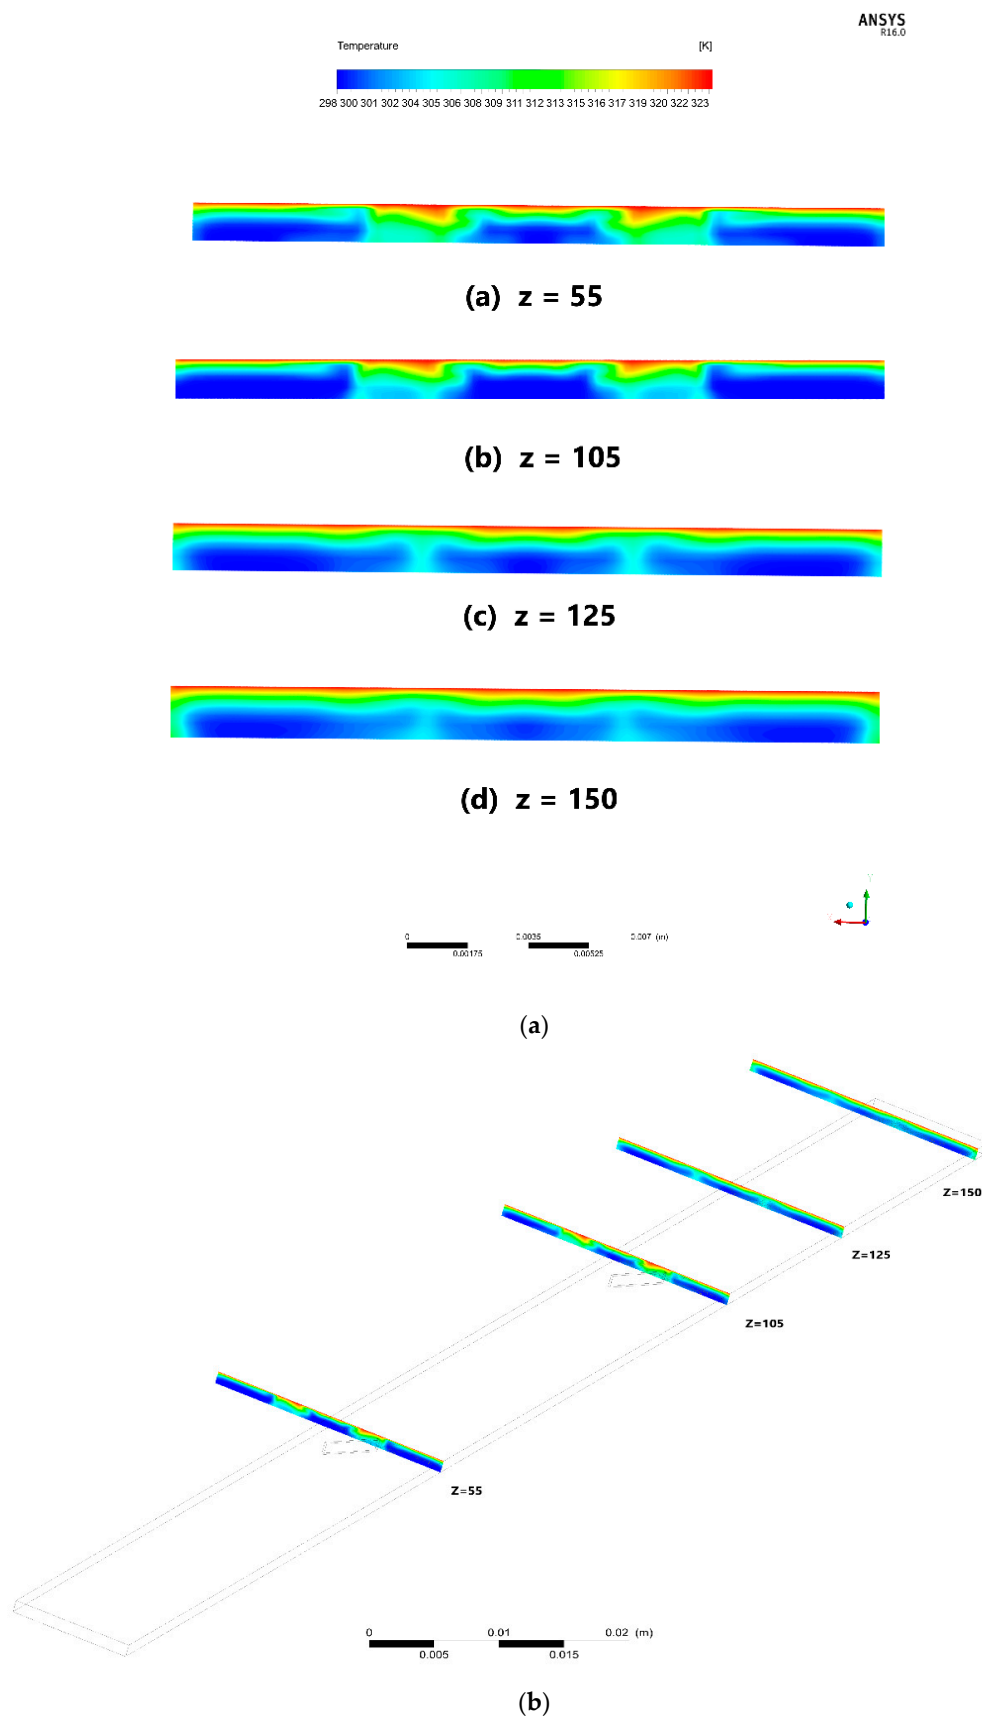 ANSYS
R16.0
Temperature [K]
298 300 301 302 304 305 306 308 309 311 312 313 315 316 317 319 320 322 323
(a) z = 55
(b) z = 105
(c) z = 125
(d) z = 150
Y
0 0.0035 0.007 (m)
0.00175 0.00525
(a)
Z=150
Z=125
Z=105
Z=55
0 0.01 0.02 (m)
0.005 0.015
(b)